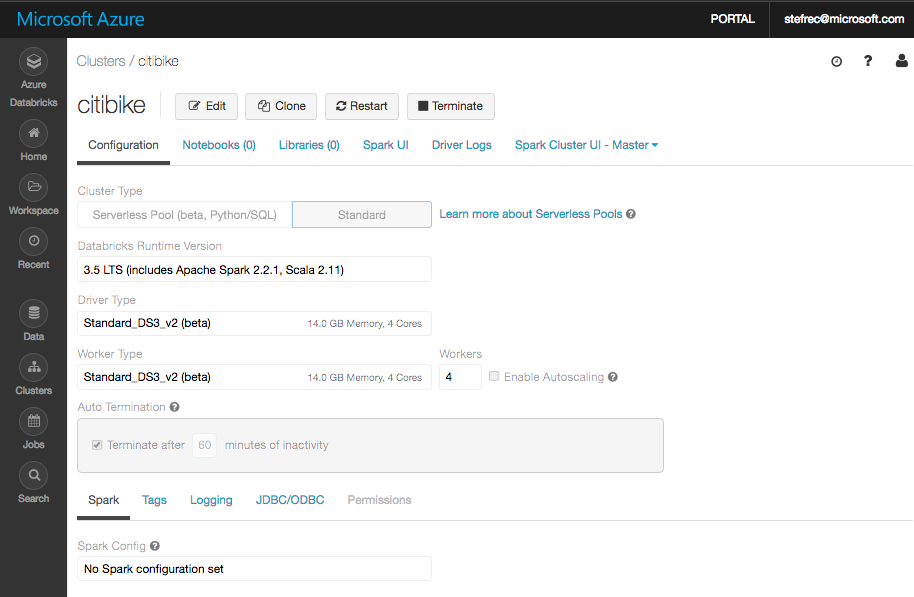 Microsoft Azure
PORTAL
stefrec@microsoft.com
Azure
Databricks
Home
Workspace
Recent
Data
Clusters
Jobs
Search
Clusters / citibike
?
citibike
Edit
Clone
Restart
Terminate
Configuration
Notebooks (0)
Libraries (0)
Spark UI
Driver Logs
Spark Cluster UI - Master
Cluster Type
Serverless Pool (beta, Python/SQL)
Standard
Learn more about Serverless Pools ?
Databricks Runtime Version
3.5 LTS (includes Apache Spark 2.2.1, Scala 2.11)
Driver Type
Standard_DS3_v2 (beta) 14.0 GB Memory, 4 Cores
Worker Type
Workers
Standard_DS3_v2 (beta) 14.0 GB Memory, 4 Cores
4
Enable Autoscaling ?
Auto Termination ?
Terminate after 60 minutes of inactivity
Spark
Tags
Logging
JDBC/ODBC
Permissions
Spark Config ?
No Spark configuration set